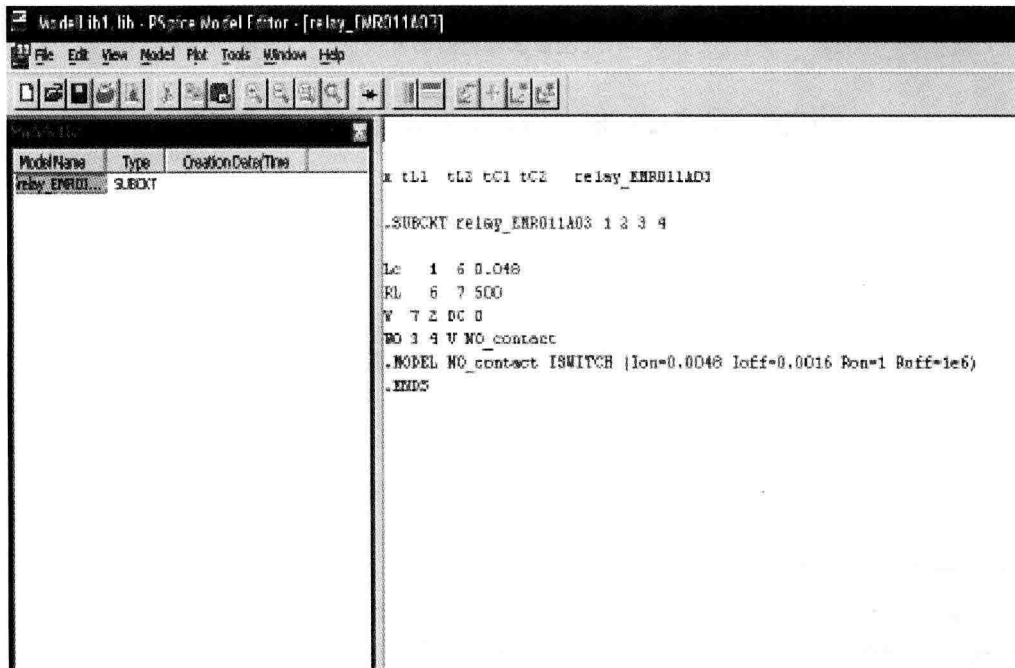 ModelLib1.lib - PSpice Model Editor - [relay_EMR011A03]
File Edit View Model Plot Tools Window Help
Model Name Type Creation Date/Time
relay_EMR01... SUBCKT
x tL1 tL2 tC1 tC2 relay_EMR011A03
.SUBCKT relay_EMR011A03 1 2 3 4
Lc 1 6 0.048
RL 6 7 500
V 7 2 DC 0
WO 3 4 V NO_contact
.MODEL NO_contact ISWITCH (Ion=0.0048 Ioff=0.0016 Ron=1 Roff=1e6)
.ENDS